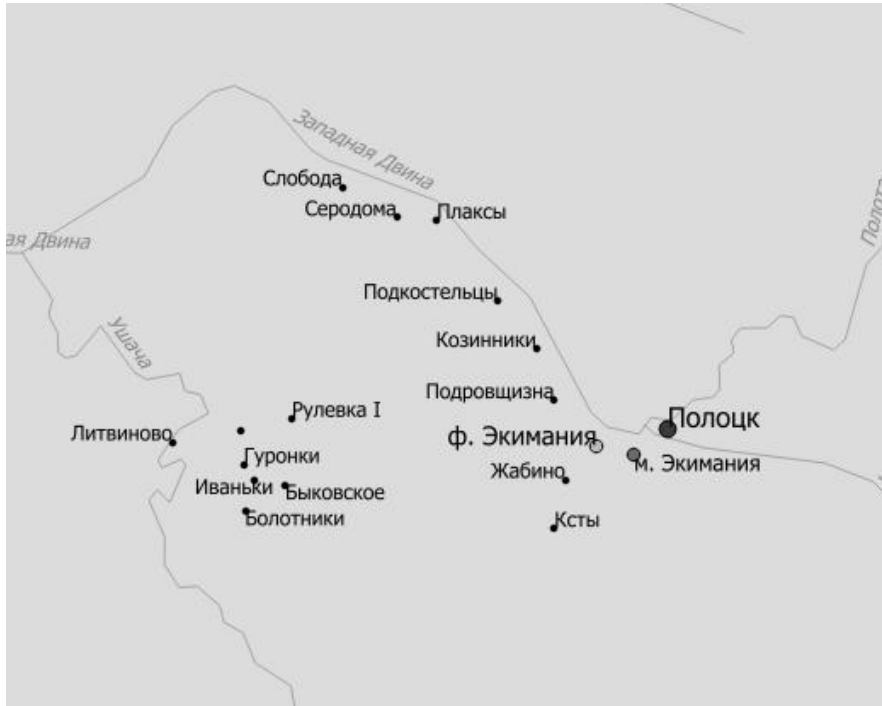 Западная Двина
Слобода
Серодома
Плаксы
Полота
ая Двина
Подкостельцы
Ушача
Козинники
Подровщизна
Рулевка I
Полоцк
Литвиново
ф. Экимания
Гуронки
м. Экимания
Жабино
Иваньки
Быковское
Болотники
Ксты